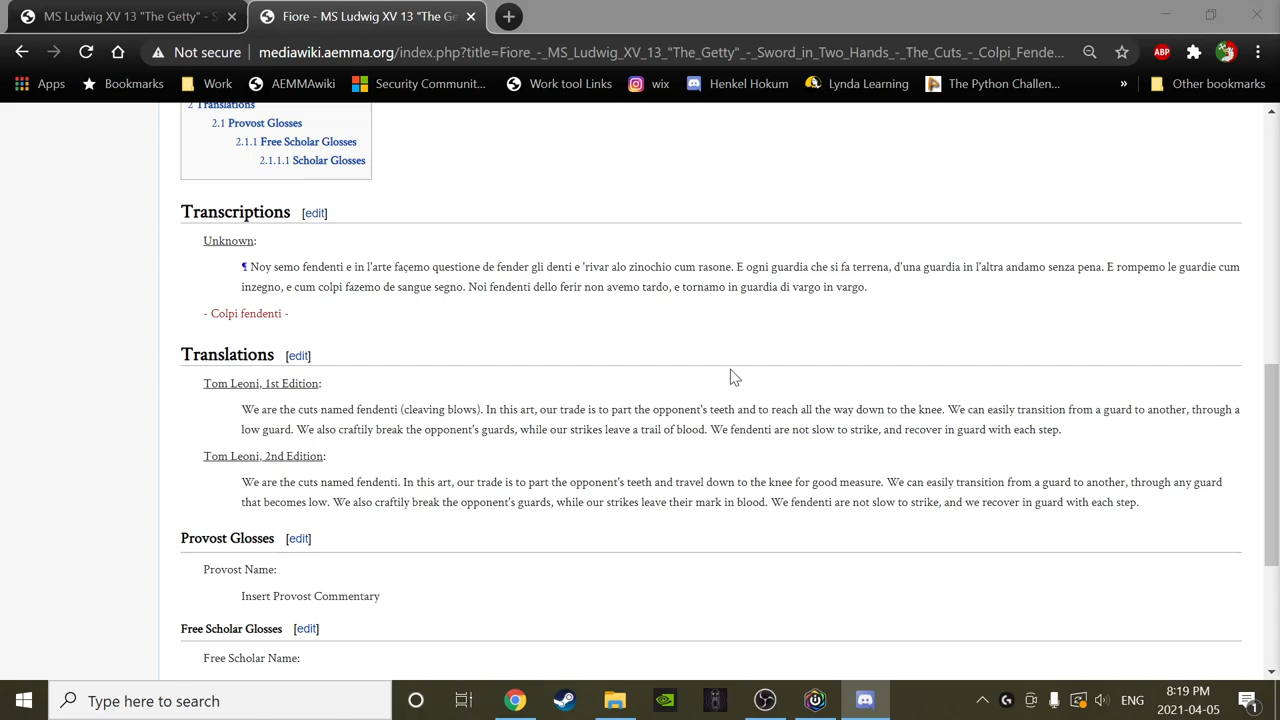 MS Ludwig XV 13 "The Getty" - S
Fiore - MS Ludwig XV 13 "The Ge
Not secure
mediawiki.aemma.org/index.php?title=Fiore_-_MS_Ludwig_XV_13_"The_Getty"_-_Sword_in_Two_Hands_-_The_Cuts_-_Colpi_Fende...
ABP
Apps
Bookmarks
Work
AEMMAwiki
Security Communit...
Work tool Links
wix
Henkel Hokum
Lynda Learning
The Python Challen...
»
Other bookmarks
2 Translations
2.1 Provost Glosses
2.1.1 Free Scholar Glosses
2.1.1.1 Scholar Glosses
Transcriptions [edit]
Unknown:
¶ Noy semo fendenti e in l'arte façemo questione de fender gli denti e 'rivar alo zinochio cum rasone. E ogni guardia che si fa terrena, d'una guardia in l'altra andamo senza pena. E rompemo le guardie cum
inzegno, e cum colpi fazemo de sangue segno. Noi fendenti dello ferir non avemo tardo, e tornamo in guardia di vargo in vargo.
- Colpi fendenti -
Translations [edit]
Tom Leoni, 1st Edition:
We are the cuts named fendenti (cleaving blows). In this art, our trade is to part the opponent's teeth and to reach all the way down to the knee. We can easily transition from a guard to another, through a
low guard. We also craftily break the opponent's guards, while our strikes leave a trail of blood. We fendenti are not slow to strike, and recover in guard with each step.
Tom Leoni, 2nd Edition:
We are the cuts named fendenti. In this art, our trade is to part the opponent's teeth and travel down to the knee for good measure. We can easily transition from a guard to another, through any guard
that becomes low. We also craftily break the opponent's guards, while our strikes leave their mark in blood. We fendenti are not slow to strike, and we recover in guard with each step.
Provost Glosses [edit]
Provost Name:
Insert Provost Commentary
Free Scholar Glosses [edit]
Free Scholar Name:
Type here to search
ENG
8:19 PM
2021-04-05
1